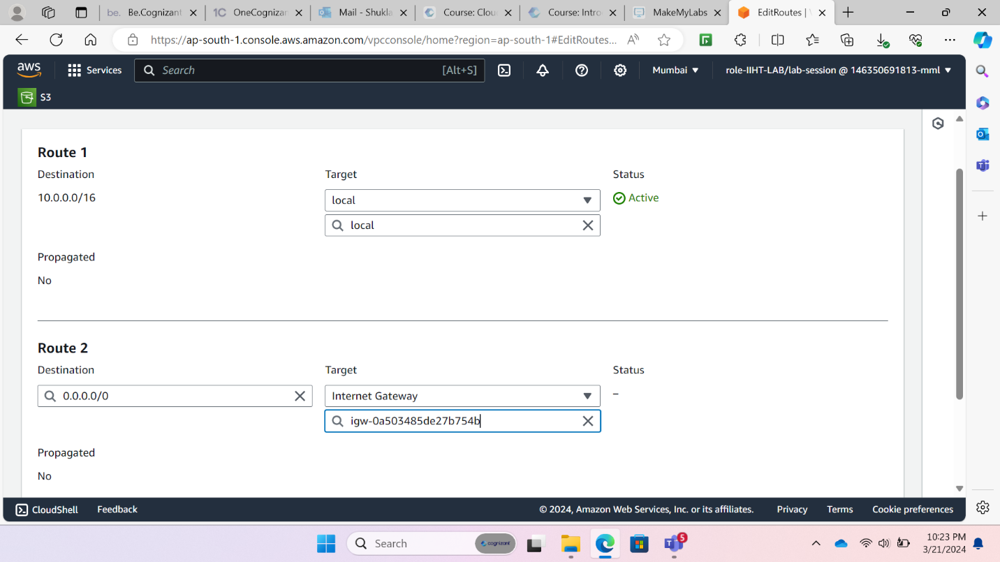 be. Be.Cognizant
1C OneCognizan
Mail - Shukla
Course: Clou
Course: Intro
MakeMyLabs
EditRoutes | V
https://ap-south-1.console.aws.amazon.com/vpcconsole/home?region=ap-south-1#EditRoutes...
aws
Services
Search
[Alt+S]
Mumbai
role-IIHT-LAB/lab-session @ 146350691813-mml
S3
Route 1
Destination
Target
Status
10.0.0.0/16
local
Active
local
Propagated
No
Route 2
Destination
Target
Status
0.0.0.0/0
Internet Gateway
–
igw-0a503485de27b754b
Propagated
No
CloudShell
Feedback
© 2024, Amazon Web Services, Inc. or its affiliates.
Privacy
Terms
Cookie preferences
Search
cognizant
5
10:23 PM
3/21/2024